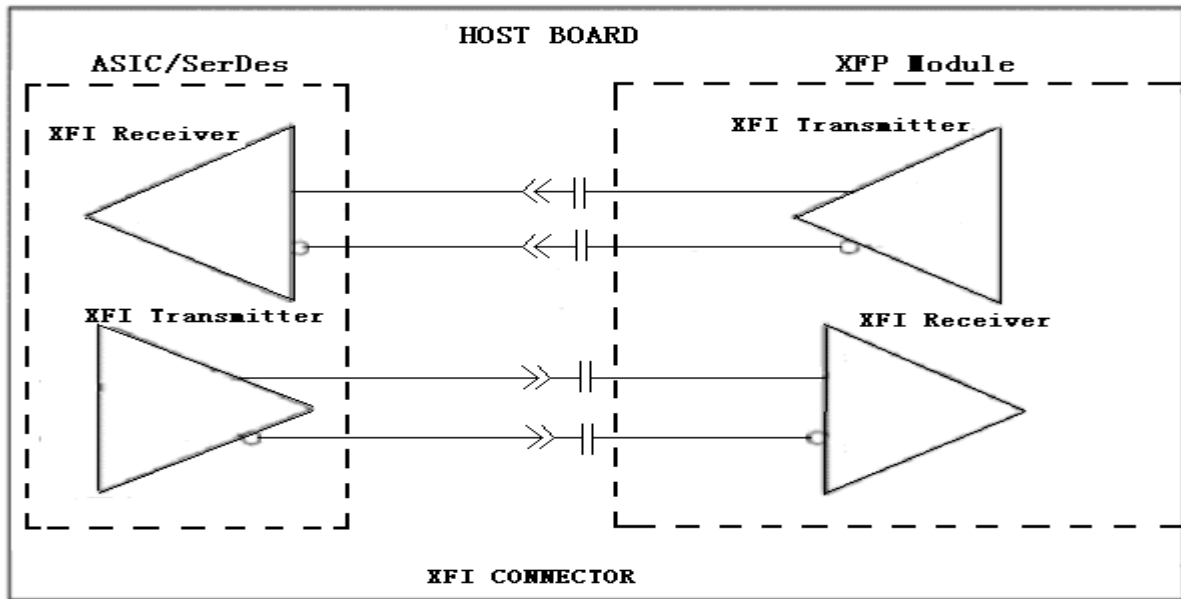 HOST BOARD
ASIC/SerDes
XFP Module
XFI Receiver
XFI Transmitter
XFI Transmitter
XFI Receiver
XFI CONNECTOR